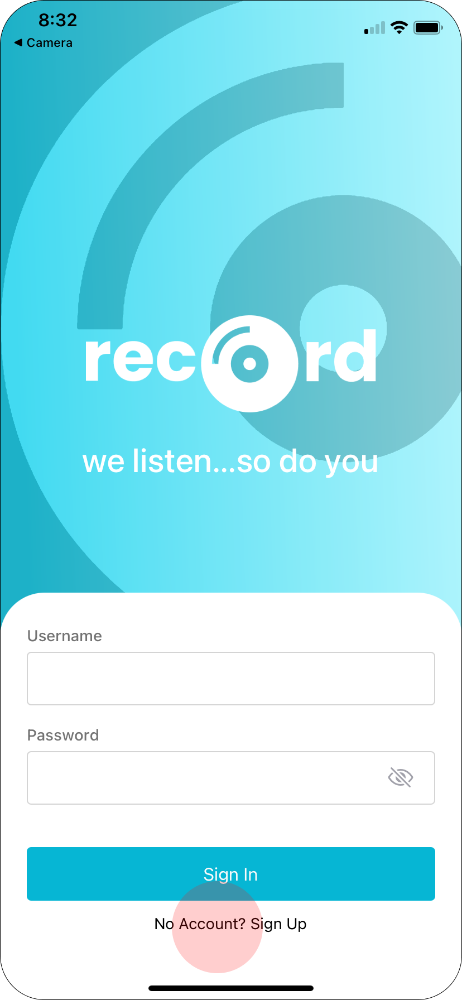 8:32
◀ Camera
record
we listen...so do you
Username
Password
Sign In
No Account? Sign Up